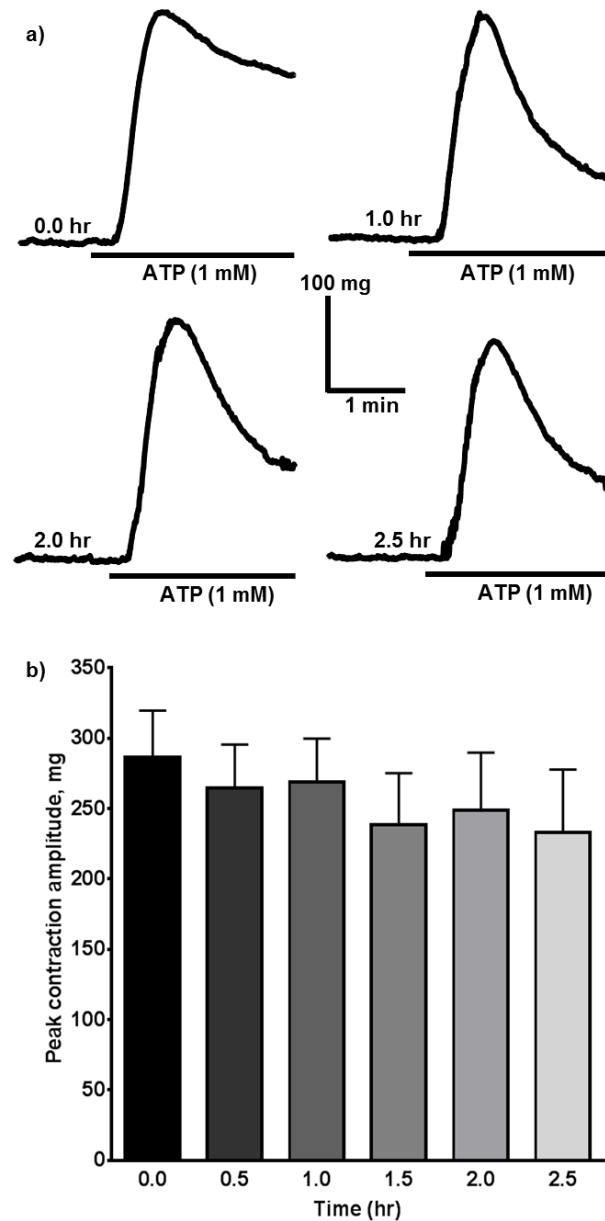 a)
0.0 hr
ATP (1 mM)
1.0 hr
ATP (1 mM)
100 mg
1 min
2.0 hr
ATP (1 mM)
2.5 hr
ATP (1 mM)
b)
Peak contraction amplitude, mg
350
300
250
200
150
100
50
0
0.0 0.5 1.0 1.5 2.0 2.5
Time (hr)